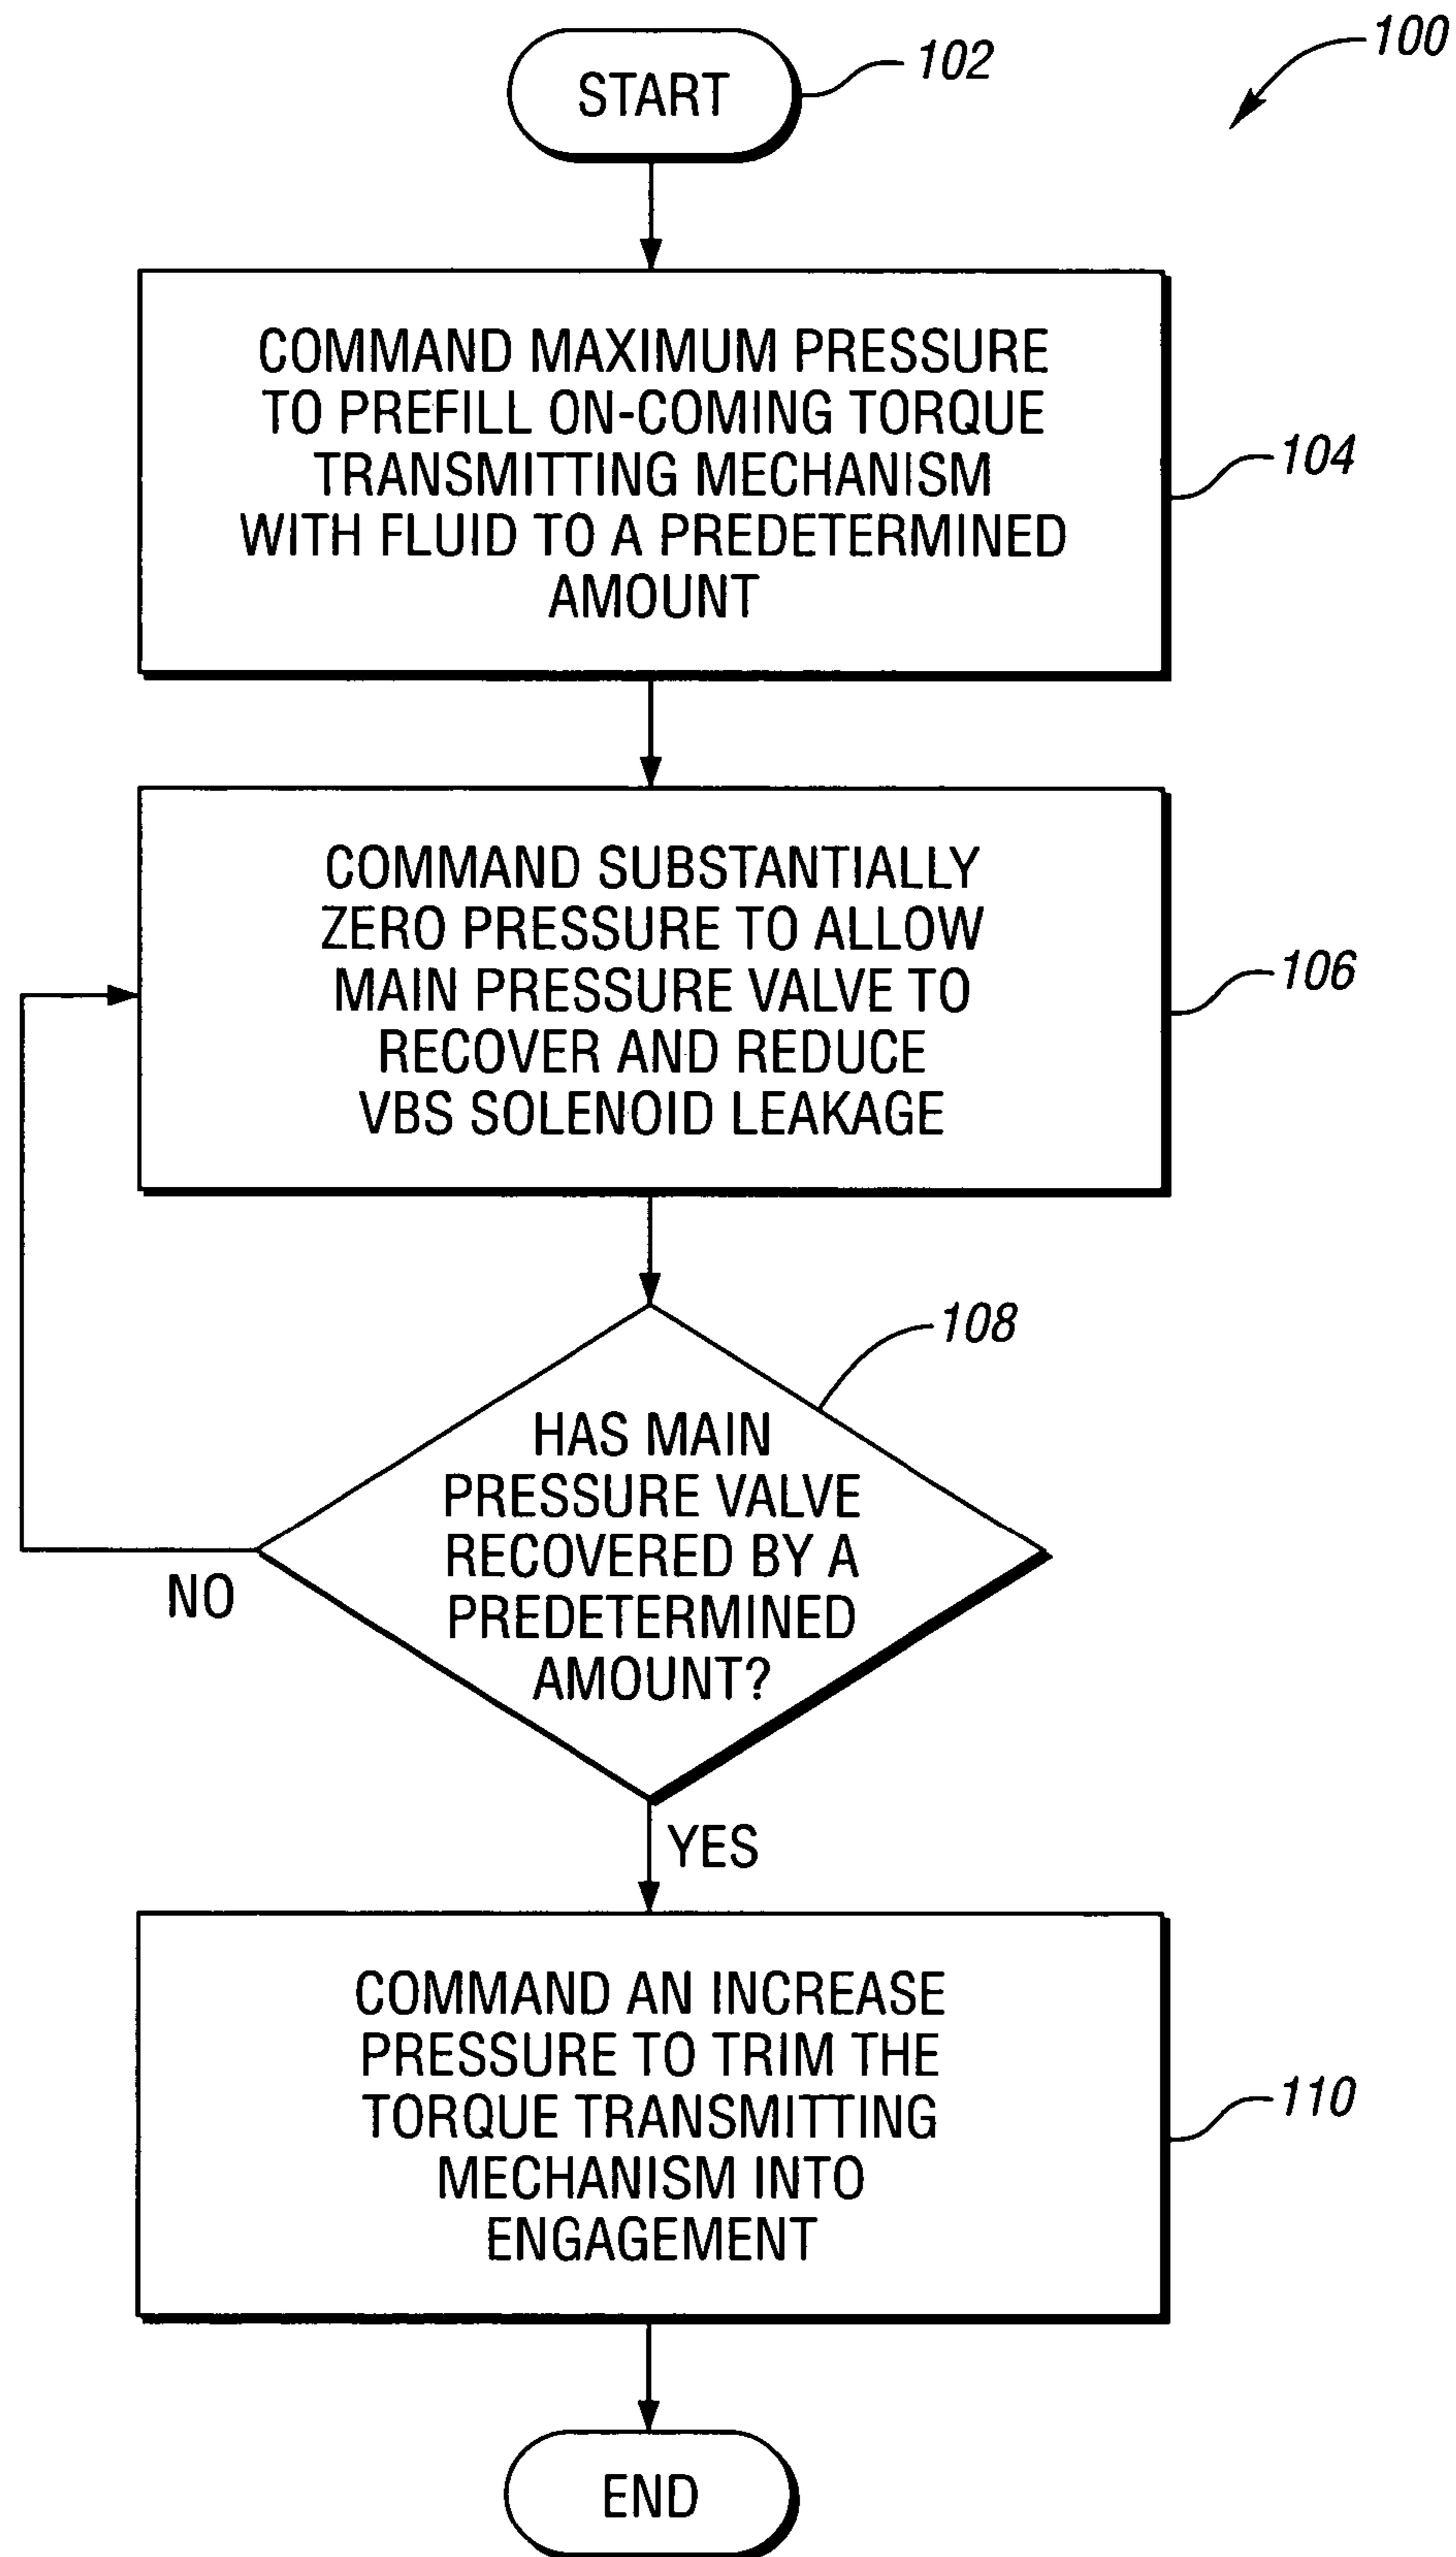 100
START
102
COMMAND MAXIMUM PRESSURE
TO PREFILL ON-COMING TORQUE
TRANSMITTING MECHANISM
WITH FLUID TO A PREDETERMINED
AMOUNT
104
COMMAND SUBSTANTIALLY
ZERO PRESSURE TO ALLOW
MAIN PRESSURE VALVE TO
RECOVER AND REDUCE
VBS SOLENOID LEAKAGE
106
108
HAS MAIN
PRESSURE VALVE
RECOVERED BY A
PREDETERMINED
AMOUNT?
NO
YES
COMMAND AN INCREASE
PRESSURE TO TRIM THE
TORQUE TRANSMITTING
MECHANISM INTO
ENGAGEMENT
110
END